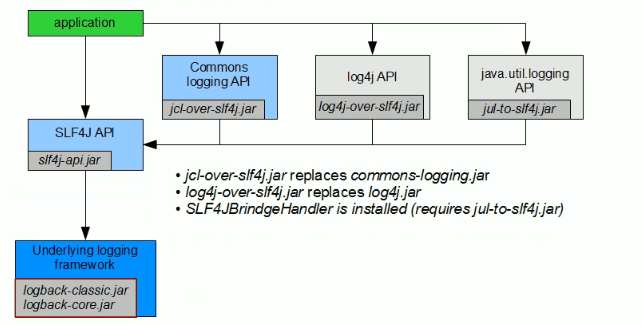 application
Commons
logging API
jcl-over-slf4j.jar
log4j API
log4j-over-slf4j.jar
java.util.logging
API
jul-to-slf4j.jar
SLF4J API
slf4j-api.jar
• jcl-over-slf4j.jar replaces commons-logging.jar
• log4j-over-slf4j.jar replaces log4j.jar
• SLF4JBrindgeHandler is installed (requires jul-to-slf4j.jar)
Underlying logging
framework
logback-classic.jar
logback-core.jar